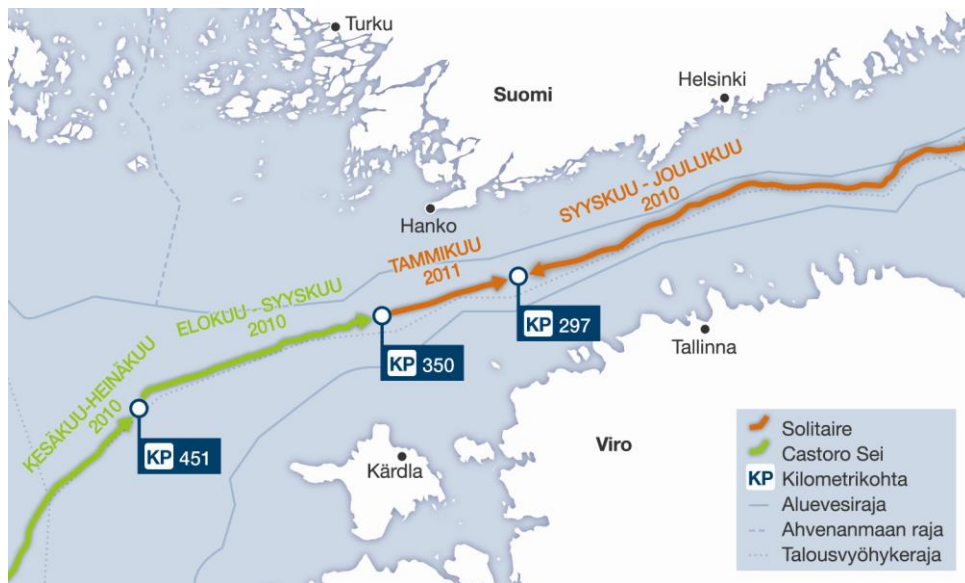 Turku
Helsinki
Suomi
Hanko
SYYSKUU - JOULUKUU
2010
TAMMIKUU
2011
ELOKUU - SYYSKUU
2010
KESÄKUU-HEINÄKUU
2010
KP 297
KP 350
KP 451
Tallinna
Viro
Kärdla
Solitaire
Castoro Sei
KP Kilometrikohta
Aluevesiraja
Ahvenanmaan raja
Talousvyöhykeraja